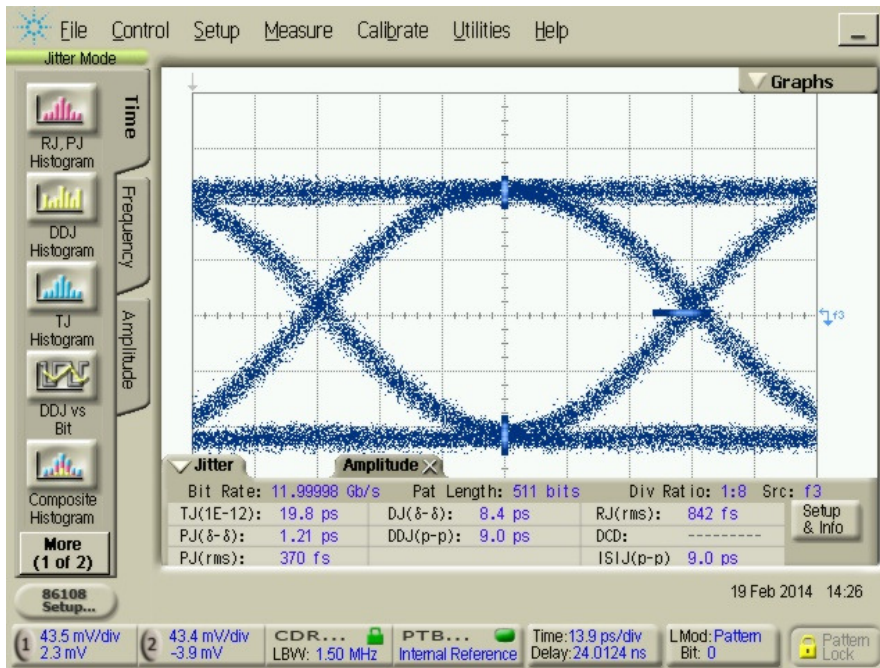 File Control Setup Measure Calibrate Utilities Help
Jitter Mode
Graphs
Time
Frequency
Amplitude
RJ, PJ
Histogram
DDJ
Histogram
TJ
Histogram
DDJ vs
Bit
Composite
Histogram
More
(1 of 2)
86108
Setup...
f3
Jitter Amplitude
Bit Rate: 11.99998 Gb/s Pat Length: 511 bits Div Ratio: 1:8 Src: f3
TJ(1E-12): 19.8 ps DJ(δ-δ): 8.4 ps RJ(rms): 842 fs
PJ(δ-δ): 1.21 ps DDJ(p-p): 9.0 ps DCD: ---------
PJ(rms): 370 fs ISIJ(p-p) 9.0 ps
Setup
& Info
19 Feb 2014 14:26
1 43.5 mV/div
2.3 mV
2 43.4 mV/div
-3.9 mV
CDR...
LBW: 1.50 MHz
PTB...
Internal Reference
Time:13.9 ps/div
Delay:24.0124 ns
LMod: Pattern
Bit: 0
Pattern
Lock